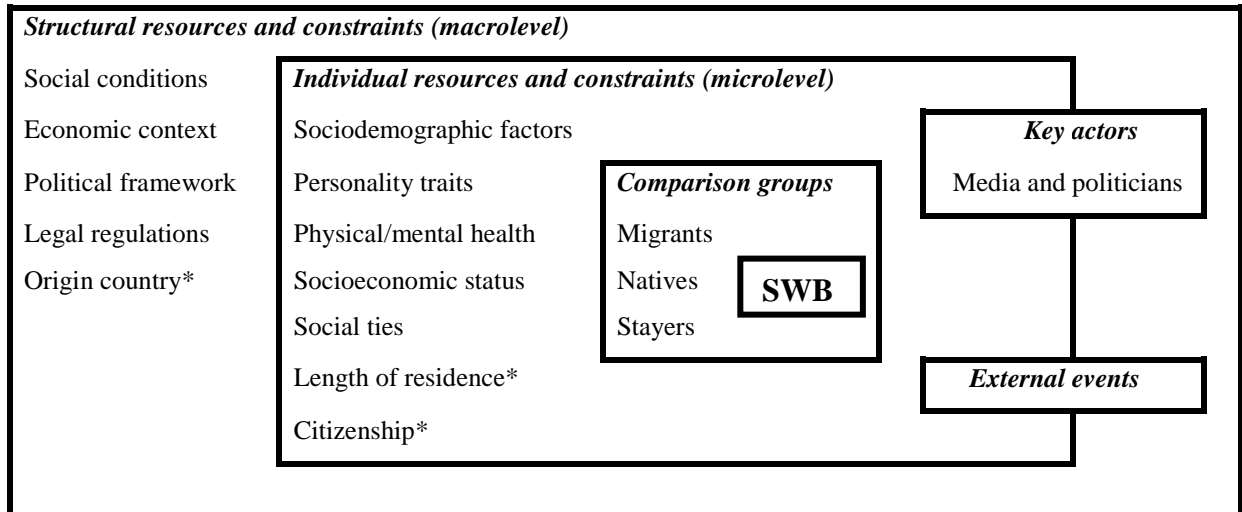 Structural resources and constraints (macrolevel)
Social conditions
Economic context
Political framework
Legal regulations
Origin country*
Individual resources and constraints (microlevel)
Sociodemographic factors
Personality traits
Physical/mental health
Socioeconomic status
Social ties
Length of residence*
Citizenship*
Comparison groups
Migrants
Natives
Stayers
SWB
Key actors
Media and politicians
External events